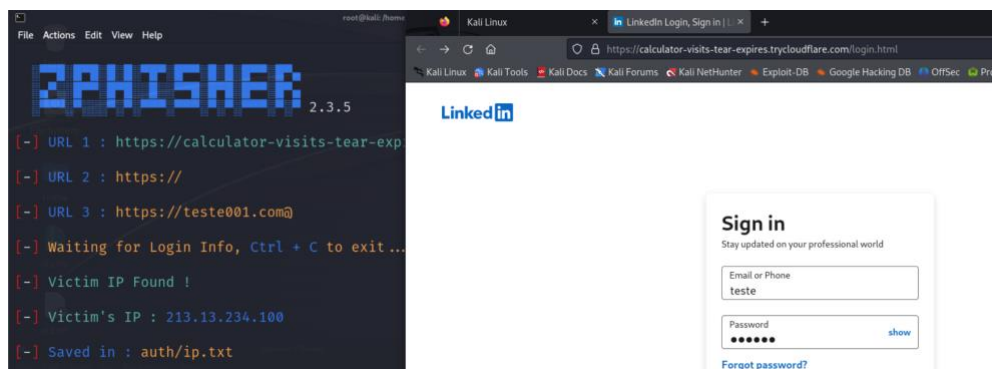 root@kali: /home
File Actions Edit View Help
ZPHISHER 2.3.5
[-] URL 1 : https://calculator-visits-tear-exp
[-] URL 2 : https://
[-] URL 3 : https://teste001.com@
[-] Waiting for Login Info, Ctrl + C to exit...
[-] Victim IP Found !
[-] Victim's IP : 213.13.234.100
[-] Saved in : auth/ip.txt
Kali Linux
LinkedIn Login, Sign in | L
https://calculator-visits-tear-expires.trycloudflare.com/login.html
Kali Linux Kali Tools Kali Docs Kali Forums Kali NetHunter Exploit-DB Google Hacking DB OffSec
Linked in
Sign in
Stay updated on your professional world
Email or Phone
teste
Password
●●●●●● show
Forgot password?